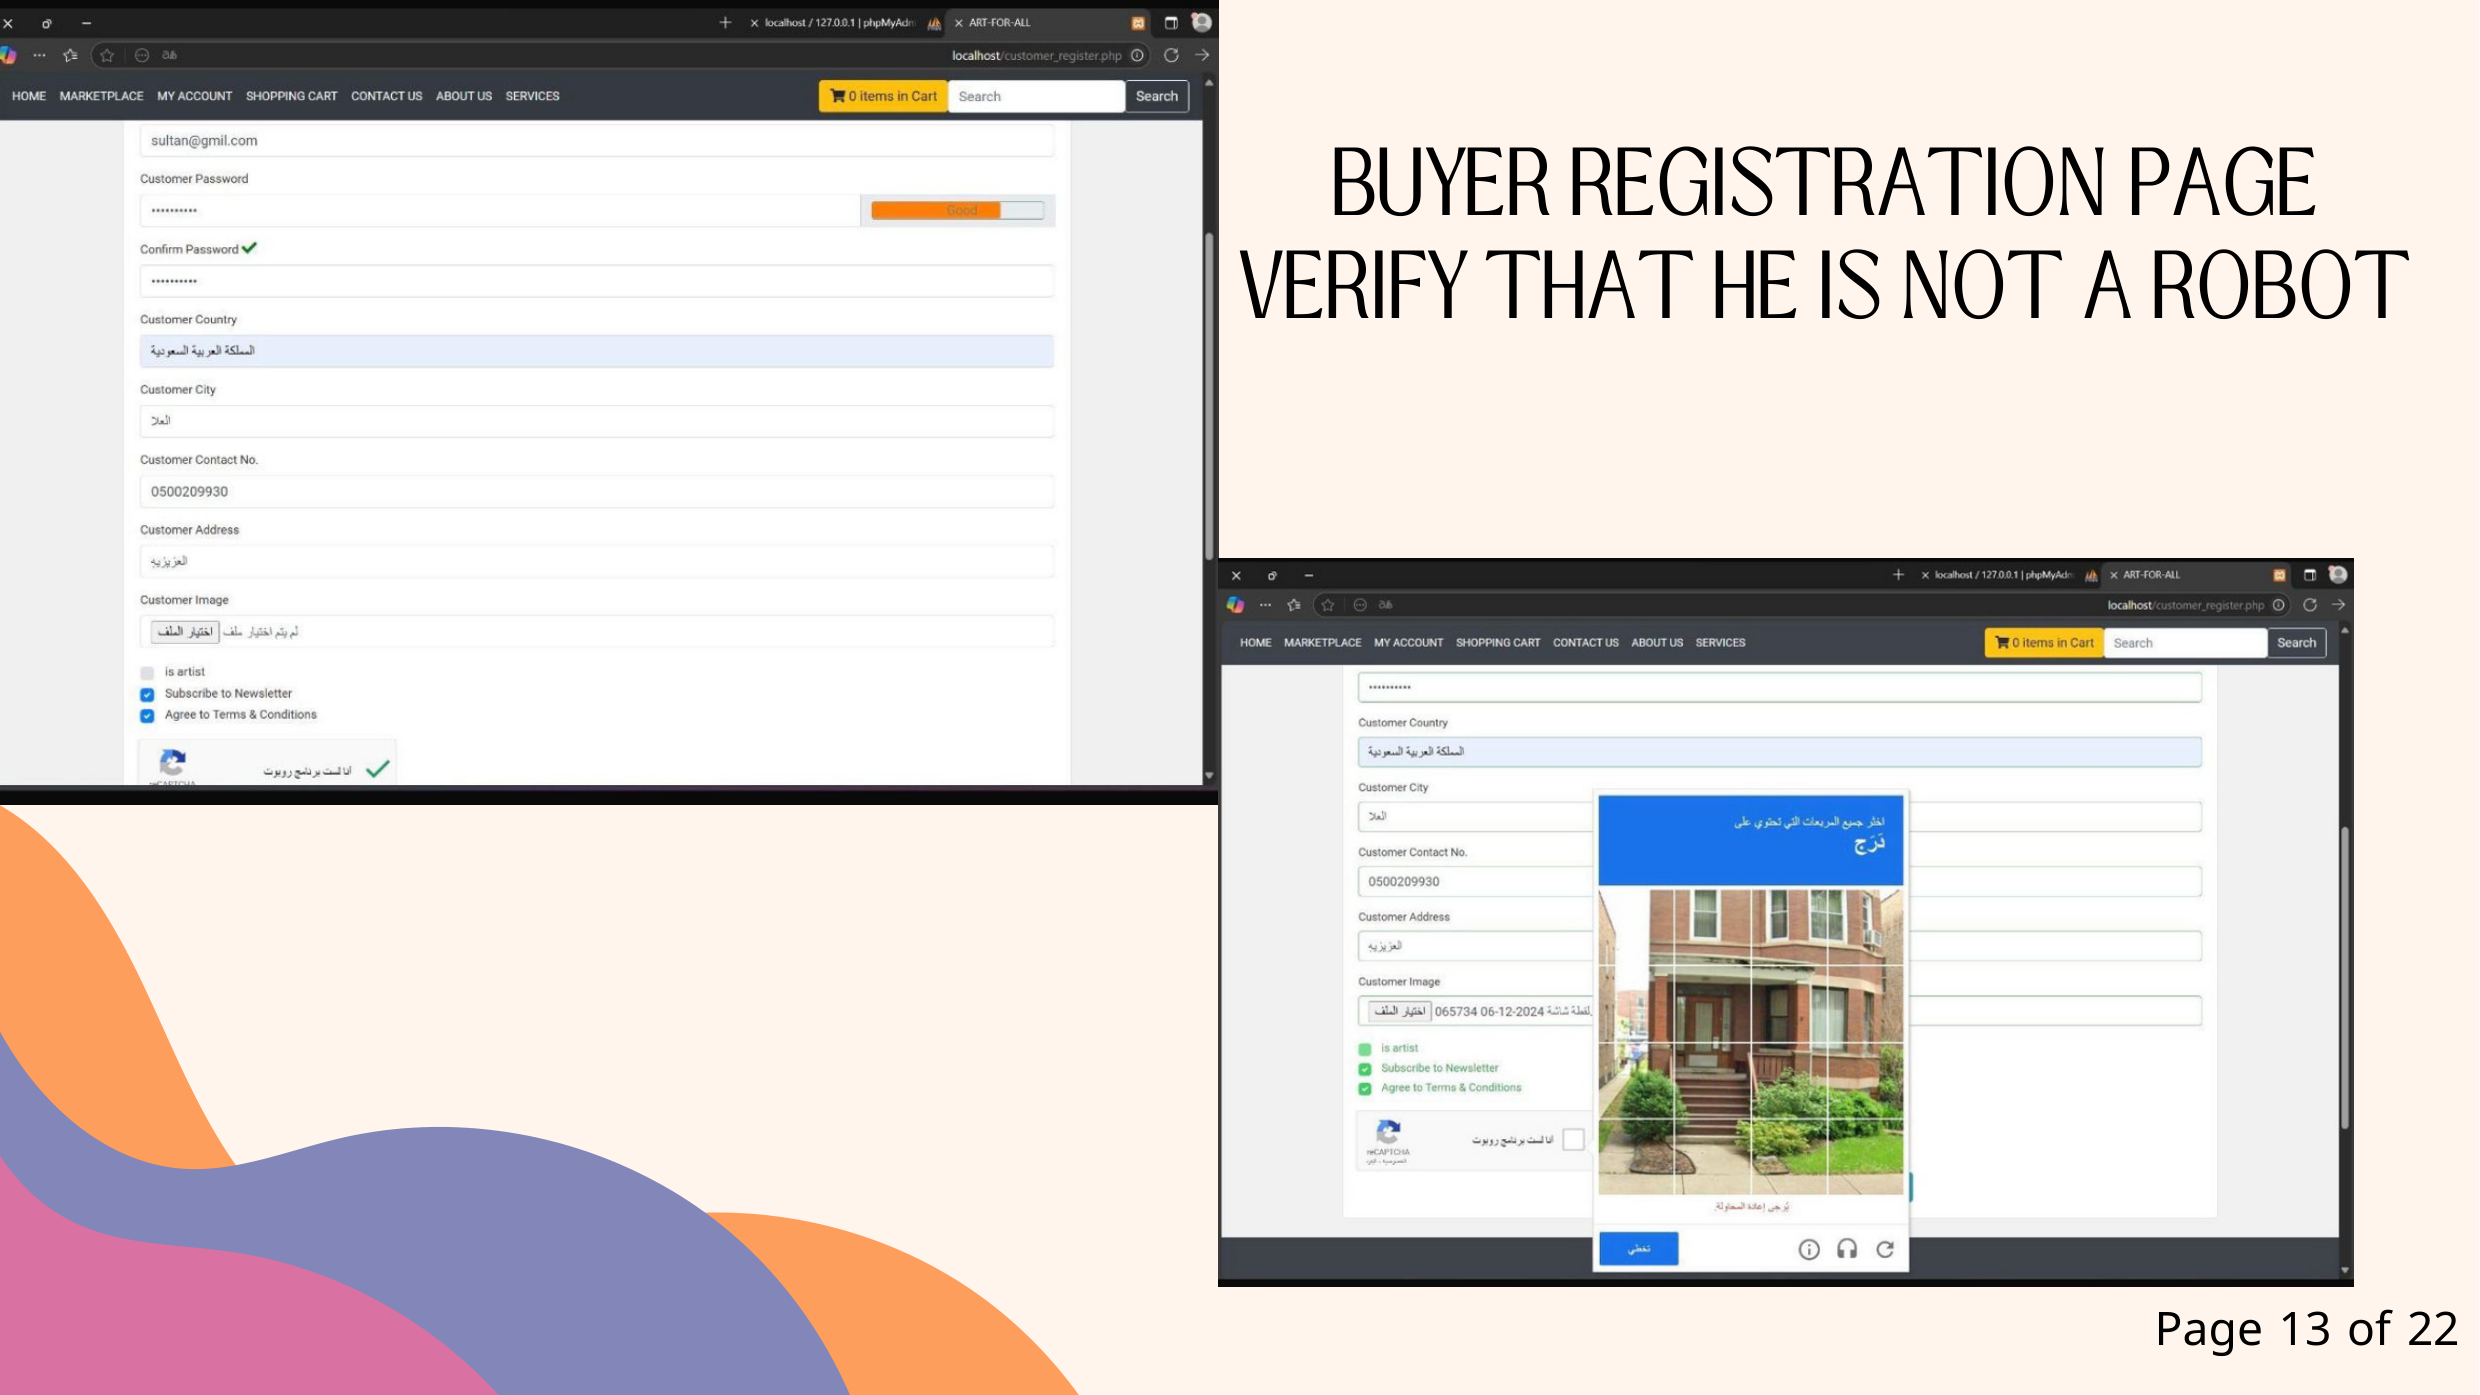 localhost / 127.0.0.1 | phpMyAdm
ART-FOR-ALL
localhost/customer_register.php
HOME MARKETPLACE MY ACCOUNT SHOPPING CART CONTACT US ABOUT US SERVICES
0 items in Cart
Search
Search
sultan@gmil.com
Customer Password
Good
Confirm Password
Customer Country
المملكة العربية السعودية
Customer City
العلا
Customer Contact No.
0500209930
Customer Address
العزيزيه
Customer Image
اختيار الملف لم يتم اختيار ملف
is artist
Subscribe to Newsletter
Agree to Terms & Conditions
أنا لست برنامج روبوت
reCAPTCHA
BUYER REGISTRATION PAGE
VERIFY THAT HE IS NOT A ROBOT
localhost / 127.0.0.1 | phpMyAdm
ART-FOR-ALL
localhost/customer_register.php
HOME MARKETPLACE MY ACCOUNT SHOPPING CART CONTACT US ABOUT US SERVICES
0 items in Cart
Search
Search
Customer Country
المملكة العربية السعودية
Customer City
العلا
Customer Contact No.
0500209930
Customer Address
العزيزيه
Customer Image
اختيار الملف لقطة شاشة 2024-12-06 065734
is artist
Subscribe to Newsletter
Agree to Terms & Conditions
أنا لست برنامج روبوت
reCAPTCHA
اختَر جميع المربعات التي تحتوي على
دَرَج
يُرجى إعادة المحاولة.
تخطي
Page 13 of 22